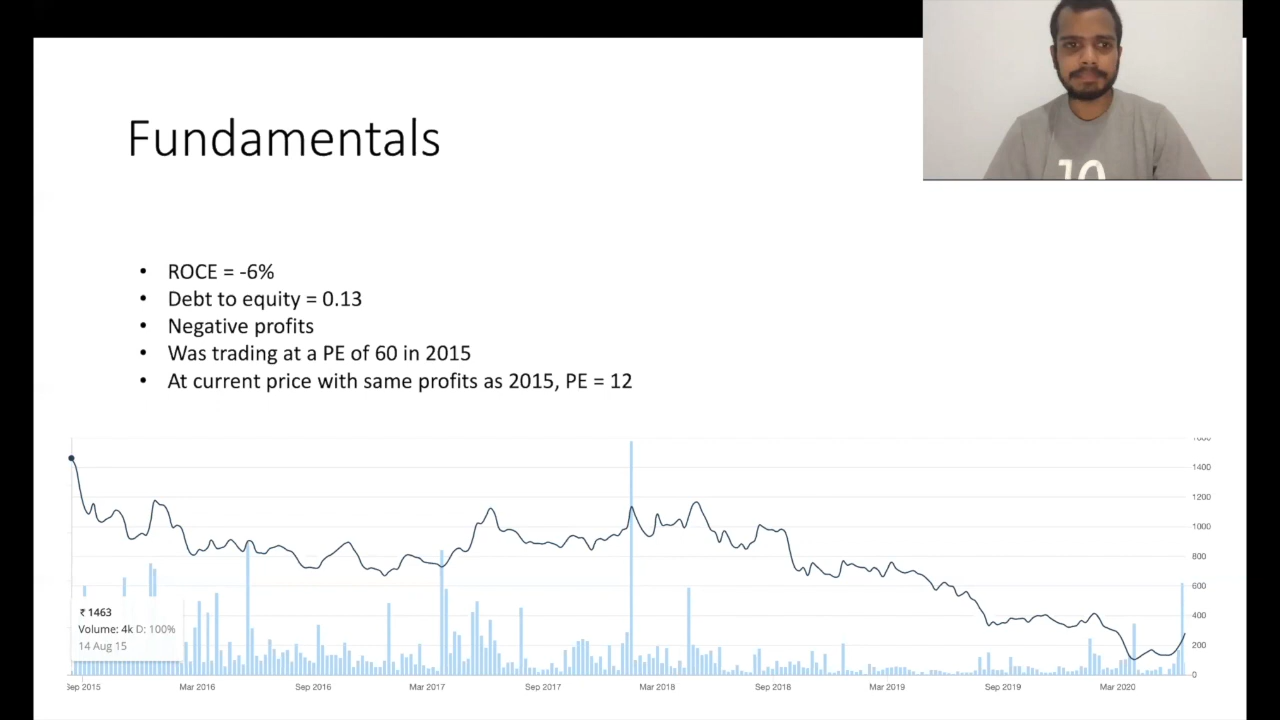 10
Fundamentals
• ROCE = -6%
• Debt to equity = 0.13
• Negative profits
• Was trading at a PE of 60 in 2015
• At current price with same profits as 2015, PE = 12
1600
1400
1200
1000
800
600
400
200
0
₹ 1463
Volume: 4k D: 100%
14 Aug 15
Sep 2015 Mar 2016 Sep 2016 Mar 2017 Sep 2017 Mar 2018 Sep 2018 Mar 2019 Sep 2019 Mar 2020